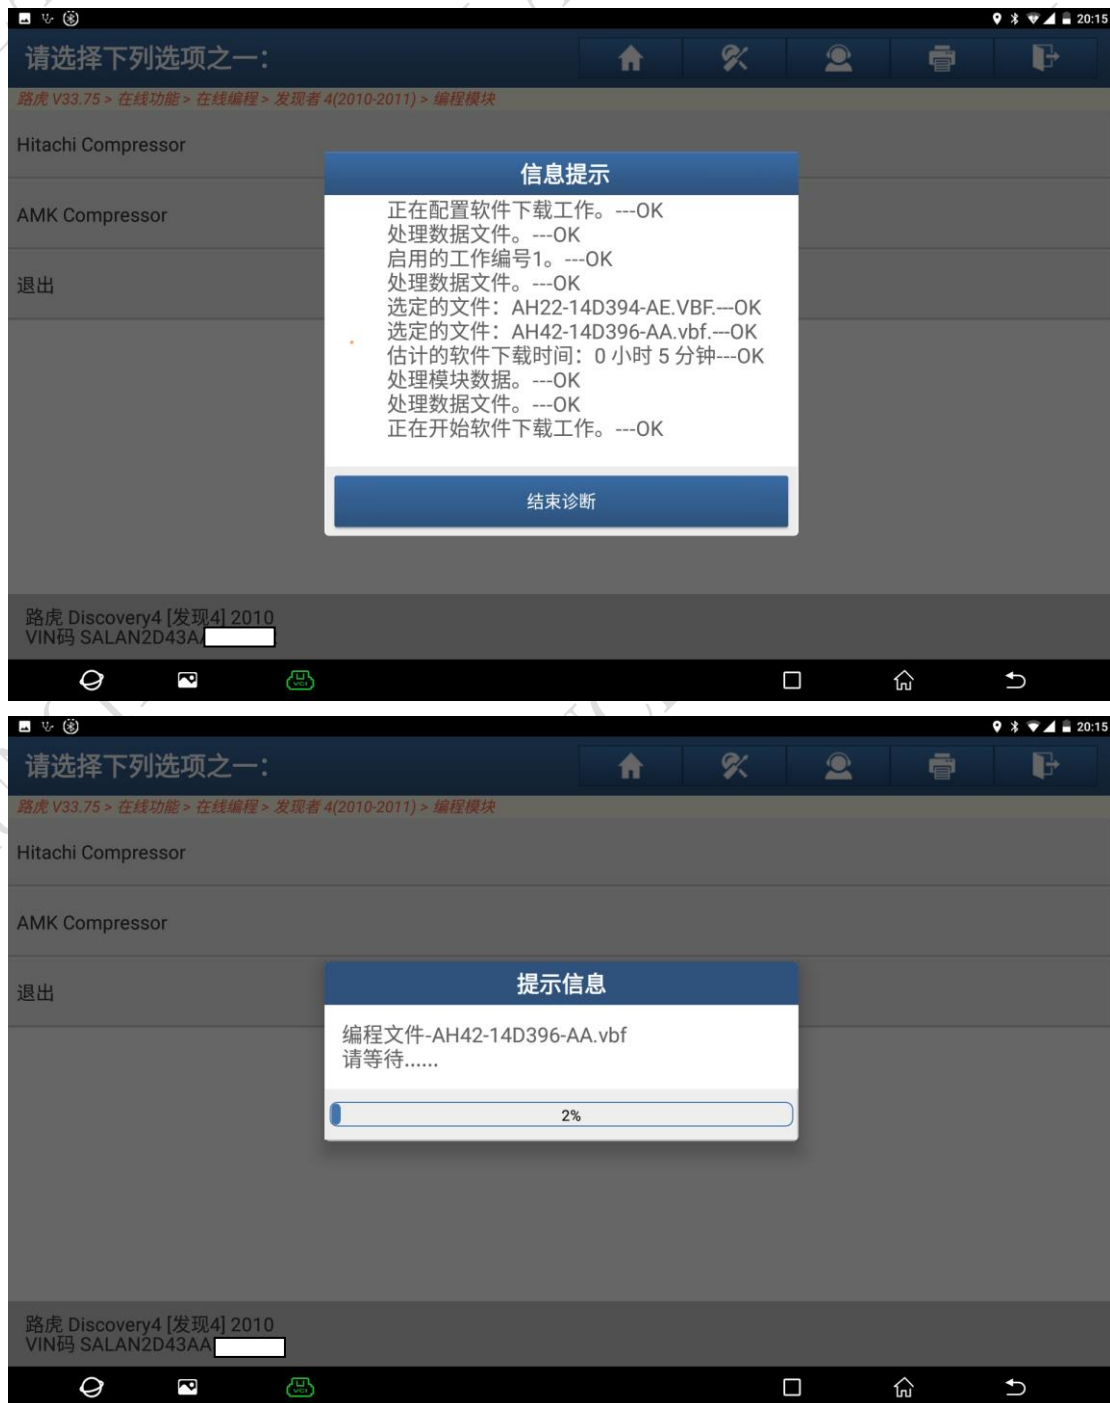 20:15
请选择下列选项之一：
路虎 V33.75 > 在线功能 > 在线编程 > 发现者 4(2010-2011) > 编程模块
Hitachi Compressor
AMK Compressor
退出
信息提示
正在配置软件下载工作。---OK
处理数据文件。---OK
启用的工作编号1。---OK
处理数据文件。---OK
选定的文件：AH22-14D394-AE.VBF.---OK
选定的文件：AH42-14D396-AA.vbf.---OK
估计的软件下载时间：0 小时 5 分钟---OK
处理模块数据。---OK
处理数据文件。---OK
正在开始软件下载工作。---OK
结束诊断
路虎 Discovery4 [发现4] 2010
VIN码 SALAN2D43AA
VCI
20:15
请选择下列选项之一：
路虎 V33.75 > 在线功能 > 在线编程 > 发现者 4(2010-2011) > 编程模块
Hitachi Compressor
AMK Compressor
退出
提示信息
编程文件-AH42-14D396-AA.vbf
请等待......
2%
路虎 Discovery4 [发现4] 2010
VIN码 SALAN2D43AA
VCI